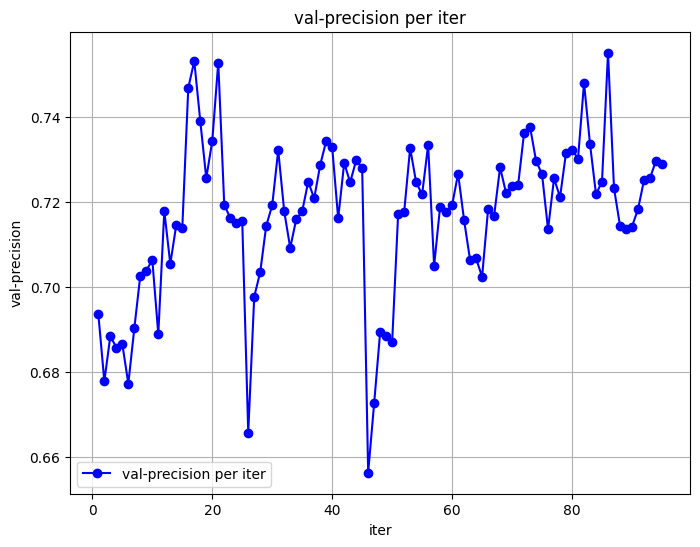 val-precision per iter
0.74
0.72
0.70
0.68
0.66
val-precision
val-precision per iter
0
20
40
60
80
iter